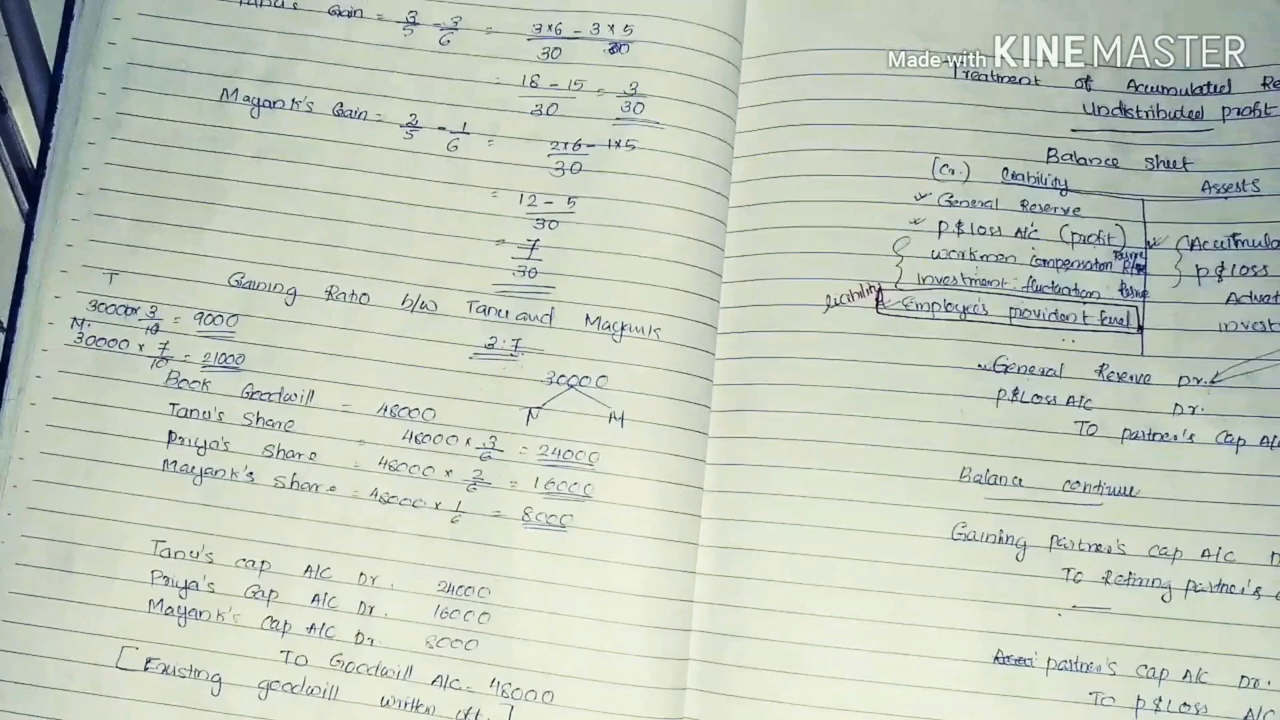 Gain = 3/5 - 3/6 = 3×6 - 3×5 / 30 30
= 18 - 15 / 30 = 3/30
Mayank's Gain = 2/5 - 1/6 = 2×6 - 1×5 / 30
= 12 - 5 / 30
= 7/30
Gaining Ratio b/w Tanu and Mayank
3:7
T
30000 × 3/10 = 9000
M.
30000 × 7/10 = 21000
30000
M
Book Goodwill = 48000
Tanu's Share = 48000 × 3/6 = 24000
Priya's Share = 48000 × 2/6 = 16000
Mayank's Share = 48000 × 1/6 = 8000
Tanu's cap A/C Dr. 24000
Priya's Cap A/C Dr. 16000
Mayank's Cap A/C Dr. 8000
To Goodwill A/C - 48000
[Existing goodwill written off.]
Made with KINEMASTER
Treatment of Accumulated Re
Undistributed profit
Balance sheet
(Cr.) Liability Assests
General Reserve
P$Loss A/C (profit)
Workmen Compensation
Investment fluctuation
liability Employee's provident fund
Accumula
P$Loss
Advat
invest
General Reserve Dr.
P$Loss A/C Dr.
To partner's cap A/
Balance continue
Gaining partner's cap A/C D
To Retiring partner's
partner's cap A/C Dr.
To P$Loss A/C